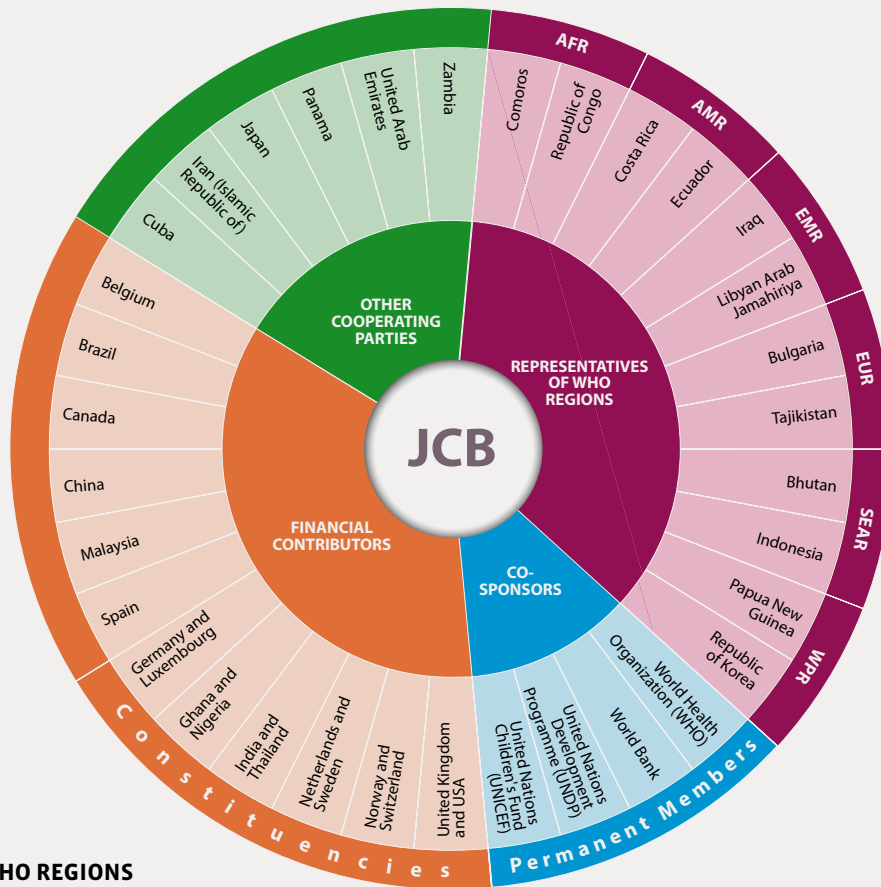 AFR
AMR
EMR
EUR
SEAR
WPR
Comoros
Republic of
Congo
Costa Rica
Ecuador
Iraq
Libyan Arab
Jamahiriya
Bulgaria
Tajikistan
Bhutan
Indonesia
Papua New
Guinea
Republic
of Korea
REPRESENTATIVES
OF WHO
REGIONS
World Health
Organization (WHO)
World Bank
United Nations
Development
Programme (UNDP)
United Nations
Children's Fund
(UNICEF)
Permanent Members
CO-
SPONSORS
United Kingdom
and USA
Norway and
Switzerland
Netherlands and
Sweden
India and
Thailand
Ghana and
Nigeria
Germany and
Luxembourg
Constituencies
Spain
Malaysia
China
Canada
Brazil
Belgium
FINANCIAL
CONTRIBUTORS
Cuba
Iran (Islamic
Republic of)
Japan
Panama
United Arab
Emirates
Zambia
OTHER
COOPERATING
PARTIES
JCB
HO REGIONS